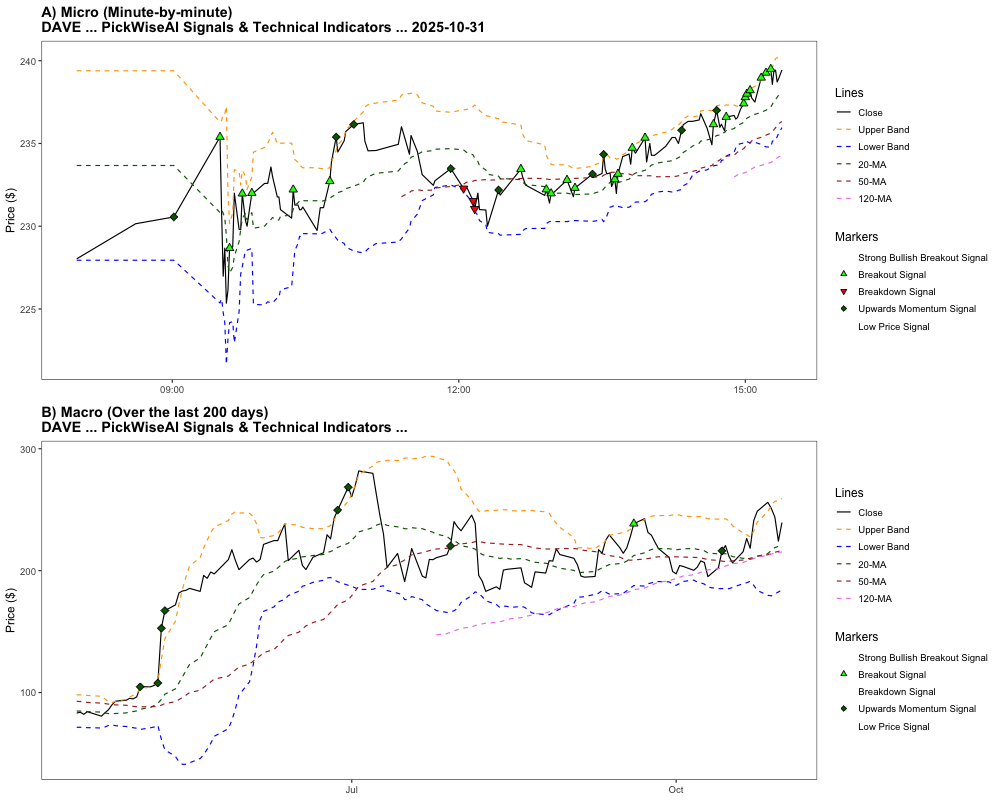 A) Micro (Minute-by-minute)
DAVE ... PickWiseAI Signals & Technical Indicators ... 2025-10-31
Price ($)
240
235
230
225
09:00
12:00
15:00
Lines
Close
Upper Band
Lower Band
20-MA
50-MA
120-MA
Markers
Strong Bullish Breakout Signal
Breakout Signal
Breakdown Signal
Upwards Momentum Signal
Low Price Signal
B) Macro (Over the last 200 days)
DAVE ... PickWiseAI Signals & Technical Indicators ...
Price ($)
300
200
100
Jul
Oct
Lines
Close
Upper Band
Lower Band
20-MA
50-MA
120-MA
Markers
Strong Bullish Breakout Signal
Breakout Signal
Breakdown Signal
Upwards Momentum Signal
Low Price Signal